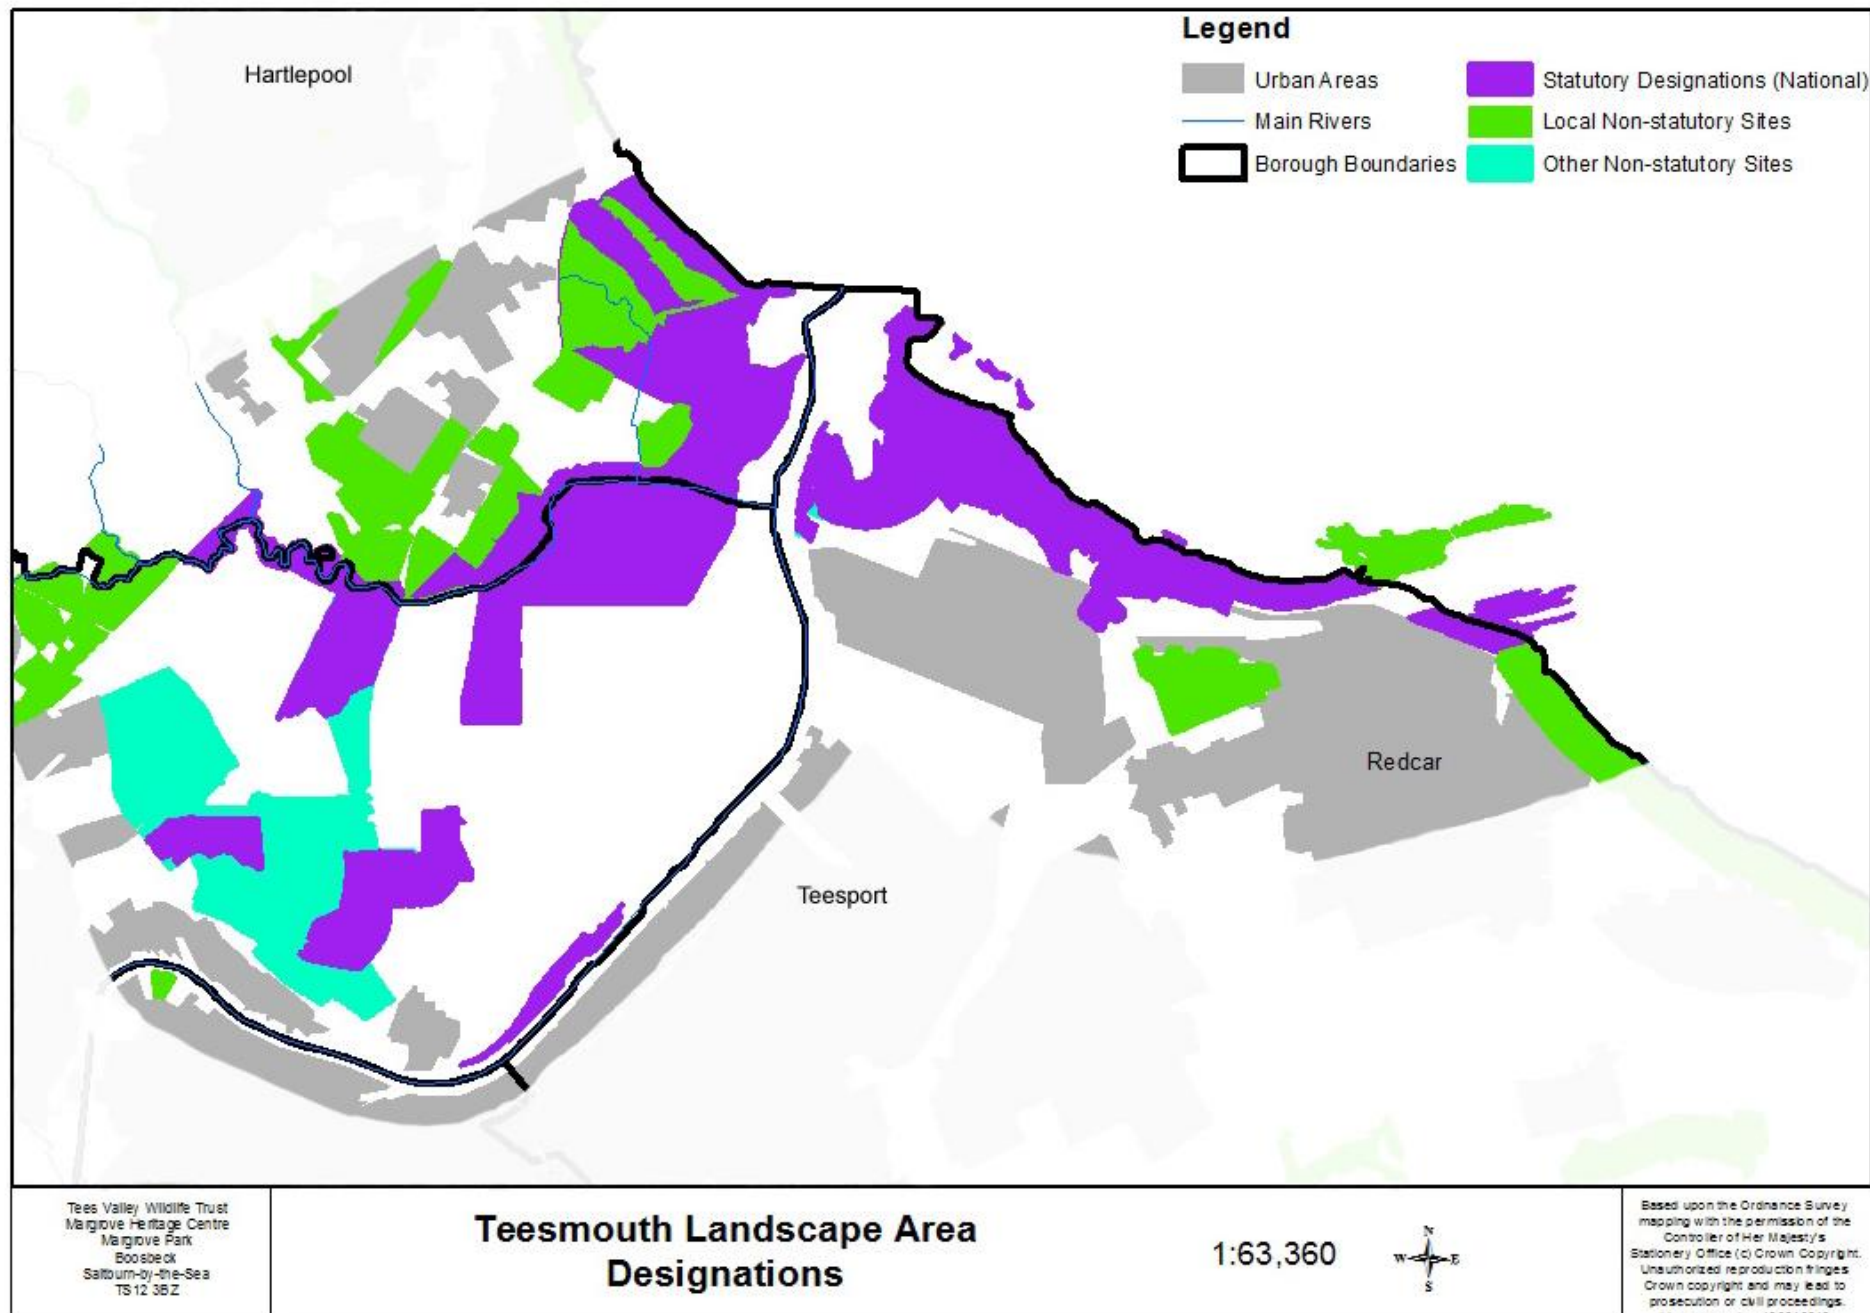 Legend
Urban Areas
Main Rivers
Borough Boundaries
Statutory Designations (National)
Local Non-statutory Sites
Other Non-statutory Sites
Hartlepool
Redcar
Teesport
Tees Valley Wildlife Trust
Margrove Heritage Centre
Margrove Park
Boosbeck
Saltburn-by-the-Sea
TS12 3BZ
Teesmouth Landscape Area
Designations
1:63,360
N
W E
S
Based upon the Ordnance Survey
mapping with the permission of the
Controller of Her Majesty's
Stationery Office (c) Crown Copyright.
Unauthorized reproduction fringes
Crown copyright and may lead to
prosecution or civil proceedings.